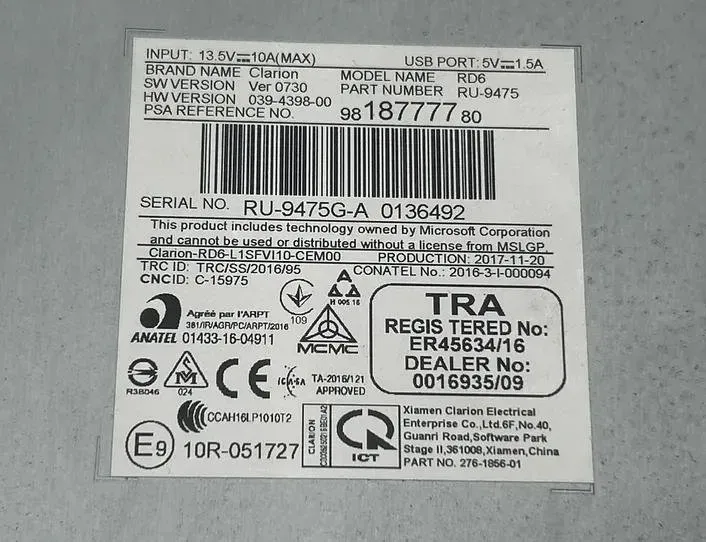 INPUT: 13.5V⎓10A(MAX) USB PORT: 5V⎓1.5A
BRAND NAME Clarion MODEL NAME RD6
SW VERSION Ver 0730 PART NUMBER RU-9475
HW VERSION 039-4398-00
PSA REFERENCE NO. 98 187777 80
SERIAL NO. RU-9475G-A 0136492
This product includes technology owned by Microsoft Corporation
and cannot be used or distributed without a license from MSLGP.
Clarion-RD6-L1SFVI10-CEM00 PRODUCTION: 2017-11-20
TRC ID: TRC/SS/2016/95 CONATEL No.: 2016-3-I-000094
CNC ID: C-15975
Agréé par l'ARPT
381/IR/AGR/PC/ARPT/2016
ANATEL 01433-16-04911
109
H 005 16
MCMC
TRA
REGIS TERED No:
ER45634/16
DEALER No:
0016935/09
R3B046
024
CE
ICASA
TA-2016/121
APPROVED
CCAH16LP1010T2
E9 10R-051727
CLARION
ICT
Xiamen Clarion Electrical
Enterprise Co.,Ltd.6F,No.40,
Guanri Road,Software Park
Stage II,361008,Xiamen,China
PART NO. 276-1856-01